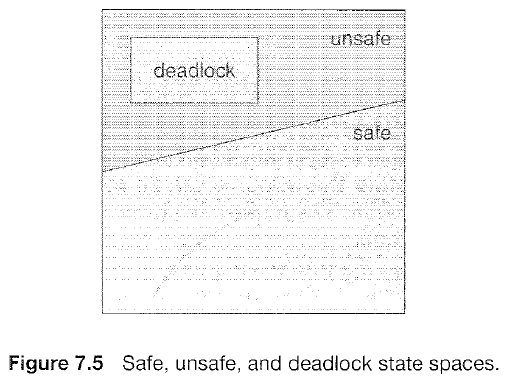 unsafe
deadlock
safe
Figure 7.5 Safe, unsafe, and deadlock state spaces.